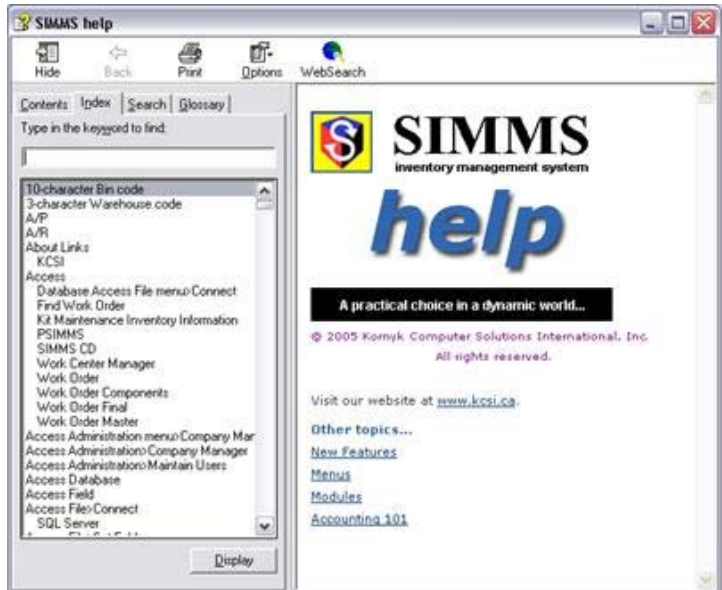 SIMMS help
Hide Back Print Options WebSearch
Contents Index Search Glossary
Type in the keyword to find:
10-character Bin code
3-character Warehouse code
A/P
A/R
About Links
KCSI
Access
Database Access File menu>Connect
Find Work Order
Kit Maintenance Inventory Information
PSIMMS
SIMMS CD
Work Center Manager
Work Order
Work Order Components
Work Order Final
Work Order Master
Access Administration menu>Company Mar
Access Administration>Company Manager
Access Administration>Maintain Users
Access Database
Access Field
Access File>Connect
SQL Server
Display
S
SIMMS
inventory management system
help
A practical choice in a dynamic world...
© 2005 Kornyk Computer Solutions International, Inc.
All rights reserved.
Visit our website at www.kcsi.ca.
Other topics...
New Features
Menus
Modules
Accounting 101